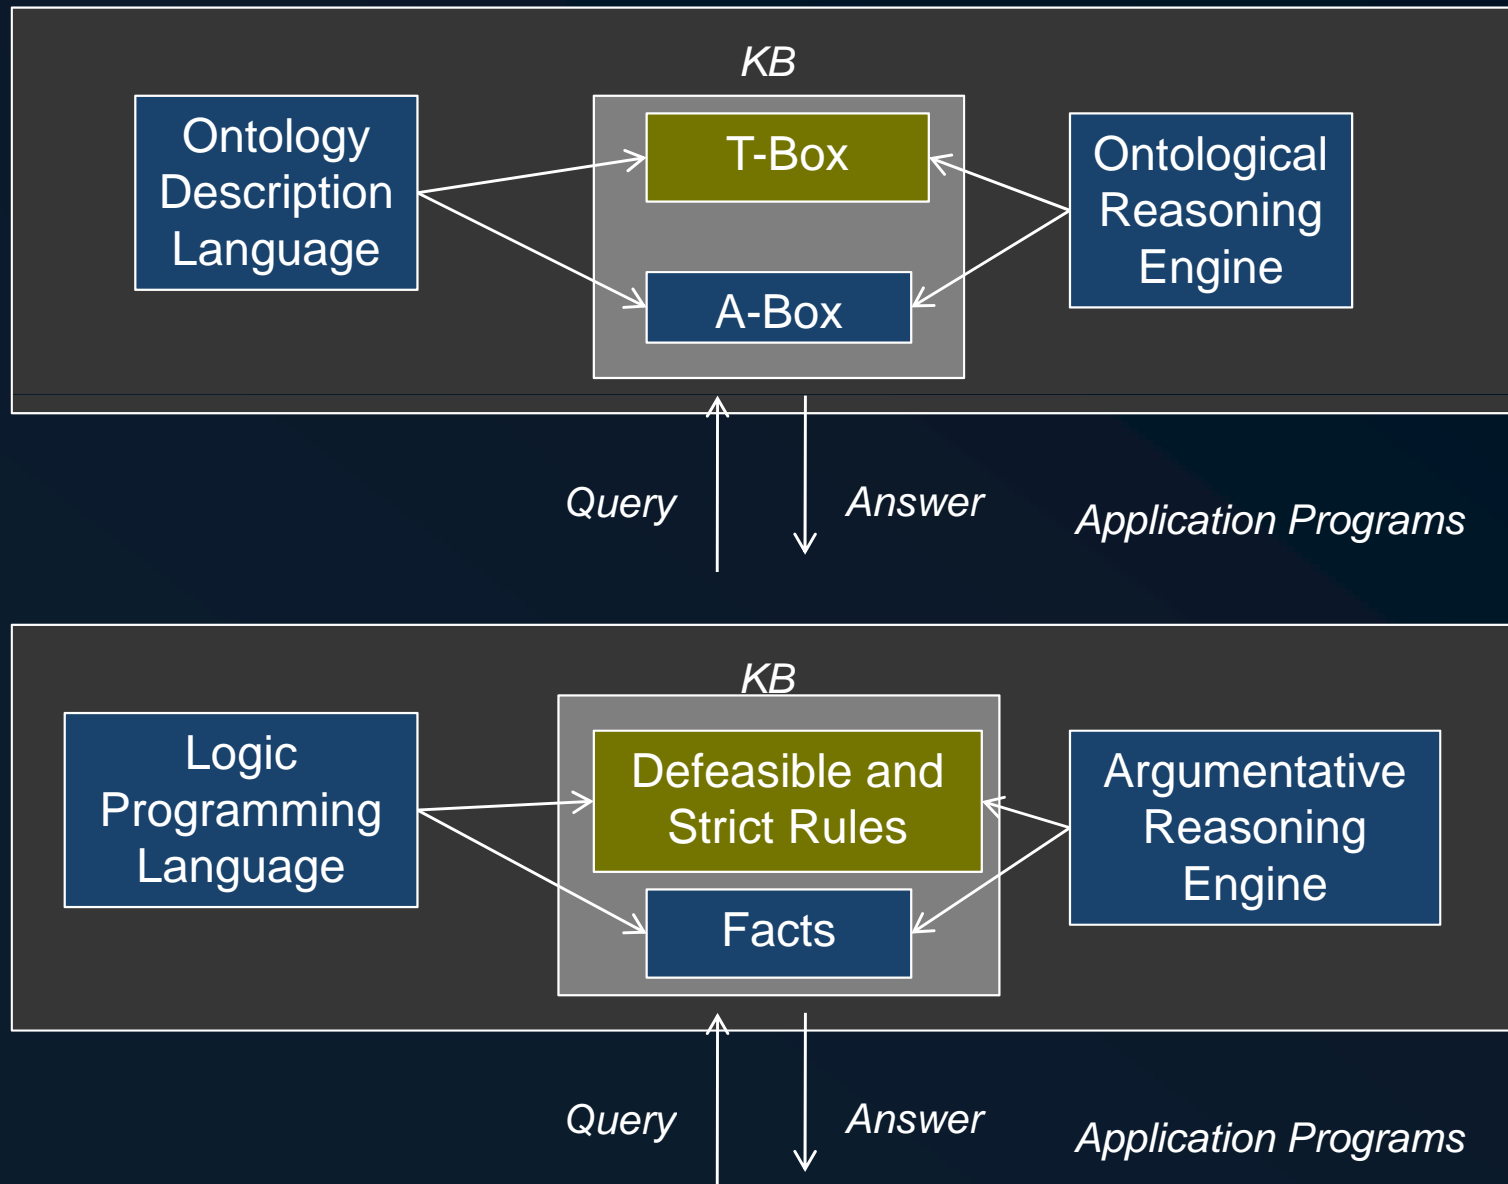 KB
Ontology
Description
Language
T-Box
A-Box
Ontological
Reasoning
Engine
Query
Answer
Application Programs
KB
Logic
Programming
Language
Defeasible and
Strict Rules
Facts
Argumentative
Reasoning
Engine
Query
Answer
Application Programs